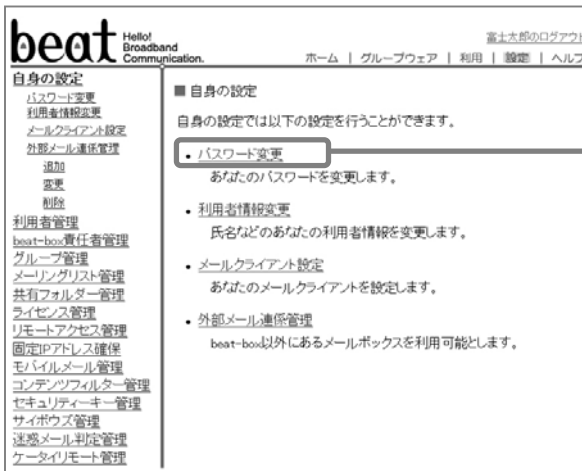 beat
Hello!
Broadband
Communication.
富士太郎のログアウト
ホーム | グループウェア | 利用 | 設定 | ヘルプ
自身の設定
パスワード変更
利用者情報変更
メールクライアント設定
外部メール連係管理
追加
変更
削除
利用者管理
beat-box責任者管理
グループ管理
メーリングリスト管理
共有フォルダー管理
ライセンス管理
リモートアクセス管理
固定IPアドレス確保
モバイルメール管理
コンテンツフィルター管理
セキュリティーキー管理
サイボウズ管理
迷惑メール判定管理
ケータイリモート管理
■ 自身の設定
自身の設定では以下の設定を行うことができます。
• パスワード変更
あなたのパスワードを変更します。
• 利用者情報変更
氏名などのあなたの利用者情報を変更します。
• メールクライアント設定
あなたのメールクライアントを設定します。
• 外部メール連係管理
beat-box以外にあるメールボックスを利用可能とします。